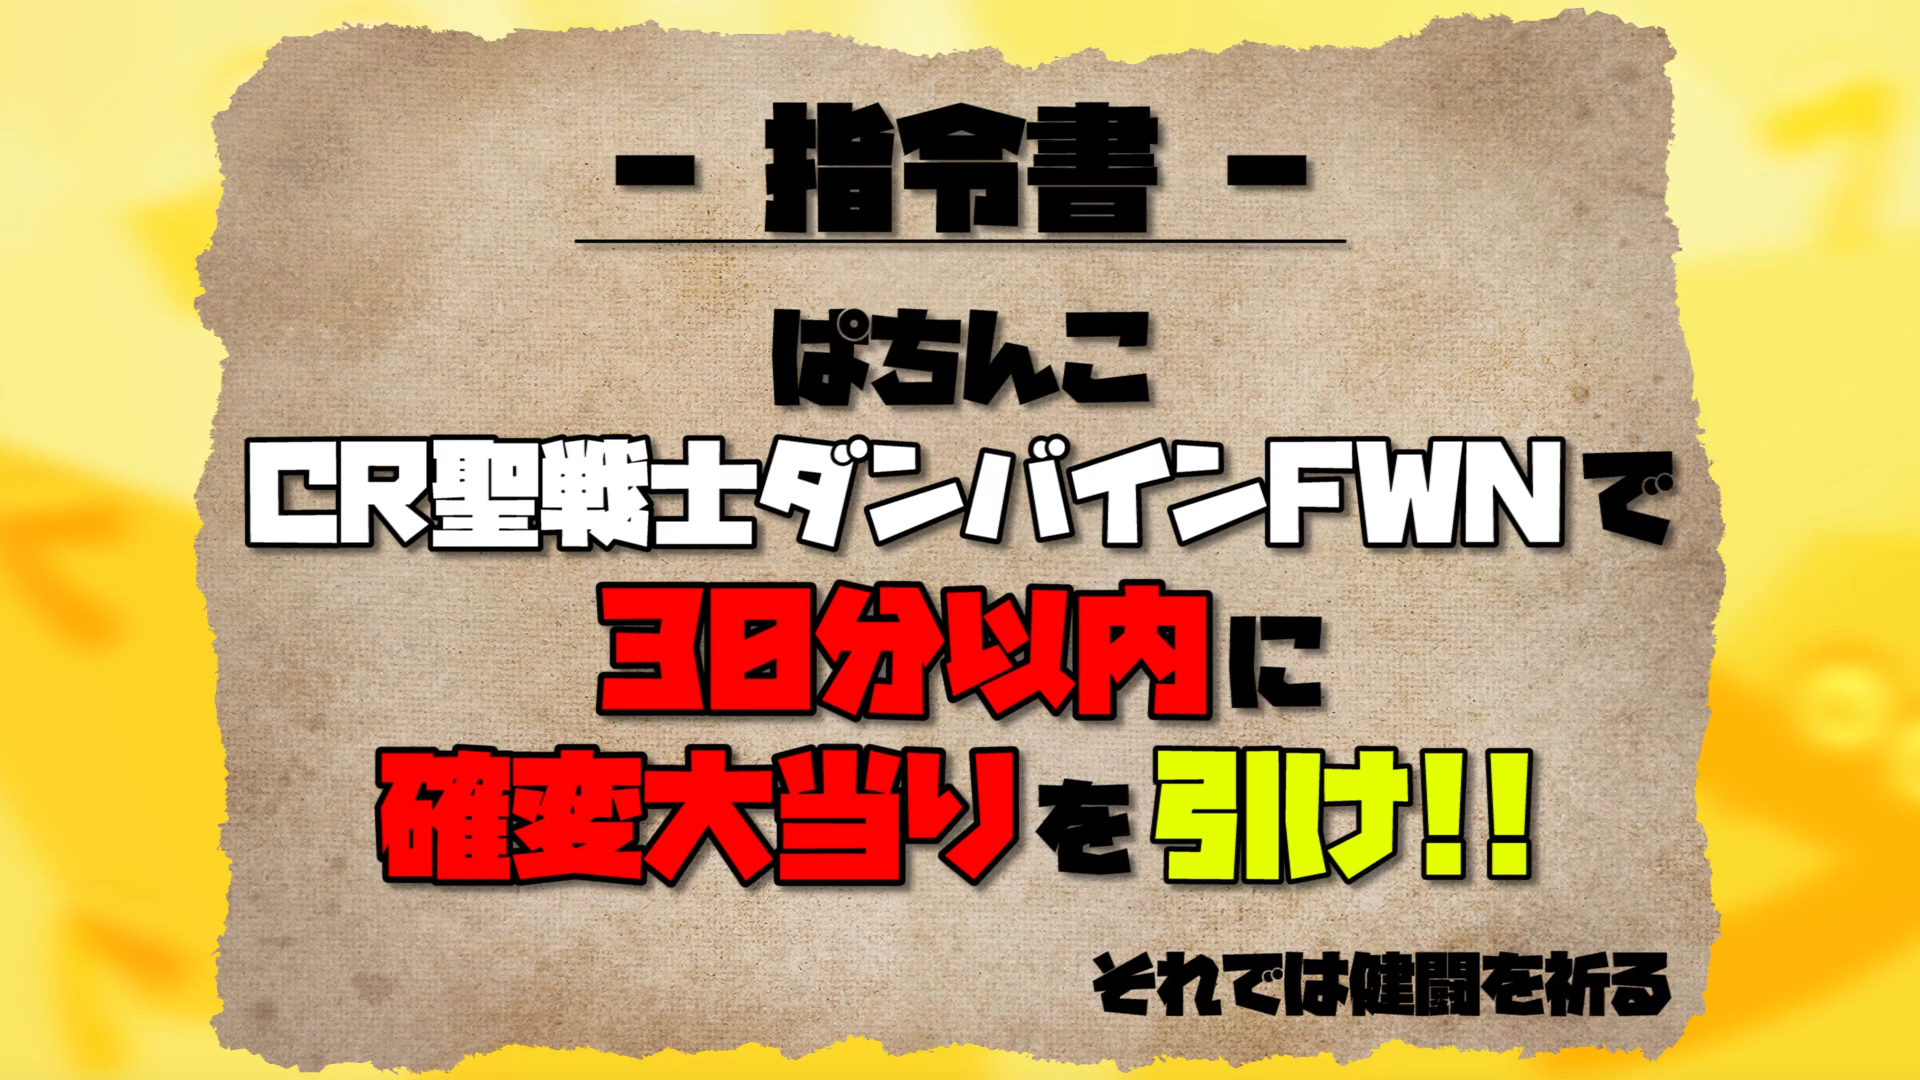 - 指令書 -
ぱちんこ
CR聖戦士ダンバインFWNで
30分以内に
確変大当りを引け!!
それでは健闘を祈る